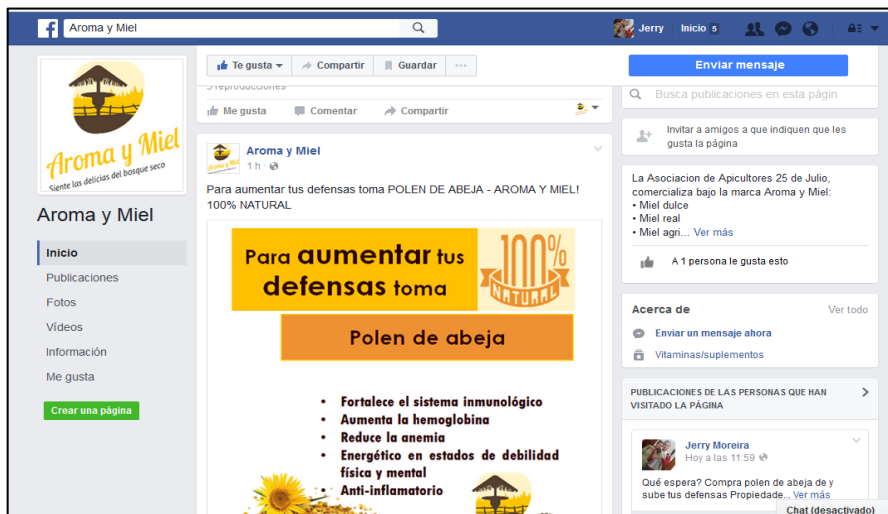 Aroma y Miel
Jerry
Inicio 5
Te gusta
Compartir
Guardar
Enviar mensaje
Aroma y Miel
Siente las delicias del bosque seco
Aroma y Miel
Inicio
Publicaciones
Fotos
Vídeos
Información
Me gusta
Crear una página
5 reproducciones
Me gusta
Comentar
Compartir
Aroma y Miel
1 h ·
Para aumentar tus defensas toma POLEN DE ABEJA - AROMA Y MIEL!
100% NATURAL
Para aumentar tus
defensas toma
100%
NATURAL
Polen de abeja
• Fortalece el sistema inmunológico
• Aumenta la hemoglobina
• Reduce la anemia
• Energético en estados de debilidad
física y mental
• Anti-inflamatorio
Busca publicaciones en esta págin
Invitar a amigos a que indiquen que les
gusta la página
La Asociacion de Apicultores 25 de Julio,
comercializa bajo la marca Aroma y Miel:
• Miel dulce
• Miel real
• Miel agri... Ver más
A 1 persona le gusta esto
Acerca de
Ver todo
Enviar un mensaje ahora
Vitaminas/suplementos
PUBLICACIONES DE LAS PERSONAS QUE HAN
VISITADO LA PÁGINA
Jerry Moreira
Hoy a las 11:59
Qué espera? Compra polen de abeja de y
sube tus defensas Propiedade... Ver más
Chat (desactivado)